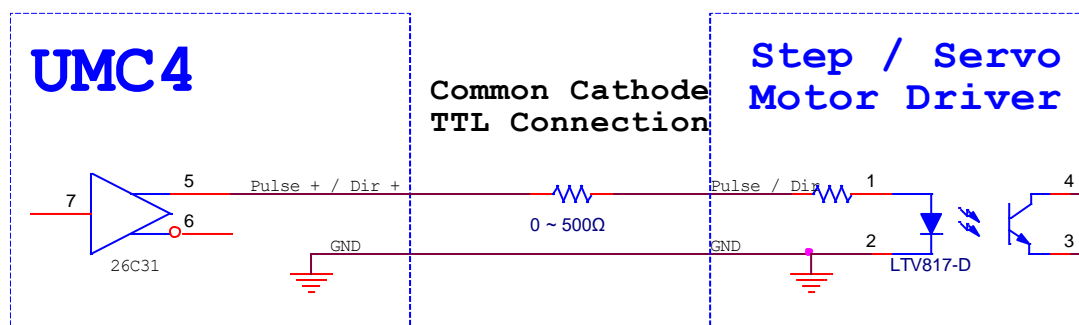 UMC4
Step / Servo
Motor Driver
Common Cathode
TTL Connection
7
5
6
26C31
Pulse + / Dir +
0 ~ 500Ω
Pulse / Dir
GND
GND
1
2
LTV817-D
4
3